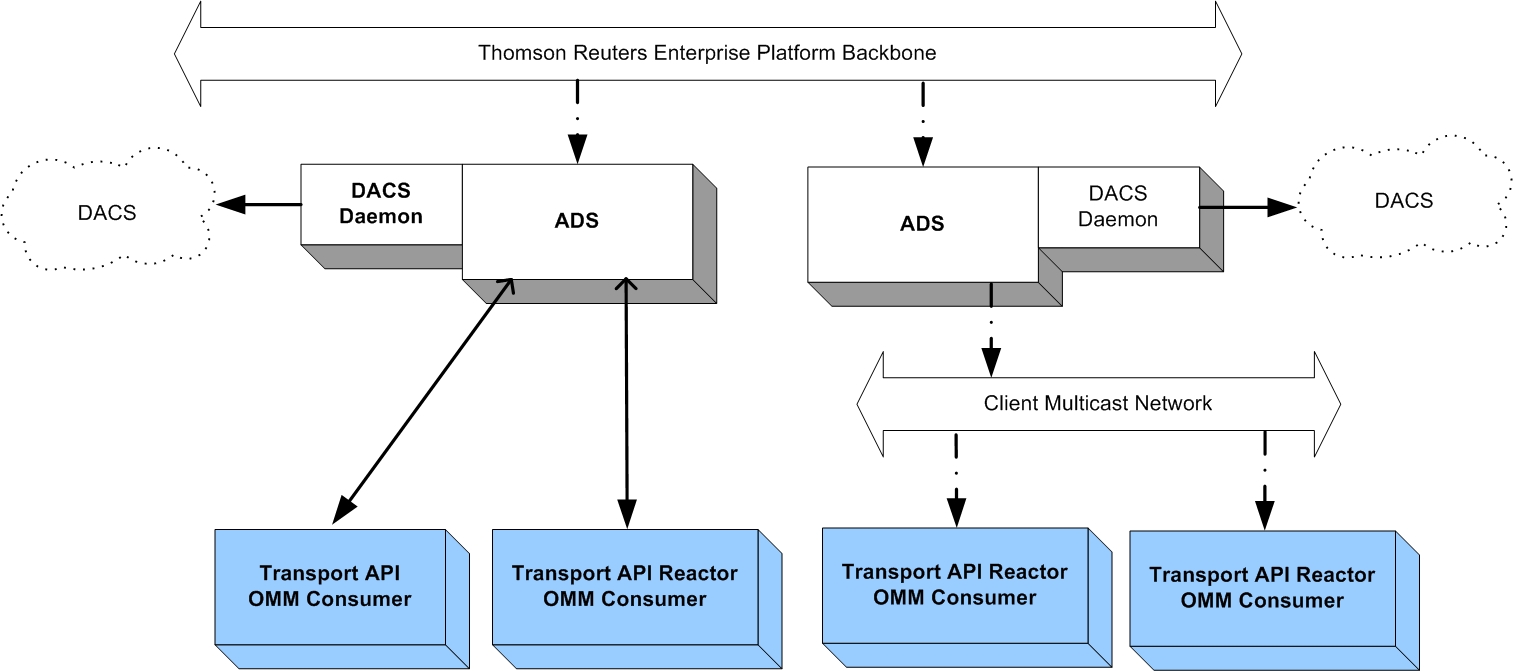 Thomson Reuters Enterprise Platform Backbone
DACS
DACS
Daemon
ADS
ADS
DACS
Daemon
DACS
Client Multicast Network
Transport API
OMM Consumer
Transport API Reactor
OMM Consumer
Transport API Reactor
OMM Consumer
Transport API Reactor
OMM Consumer